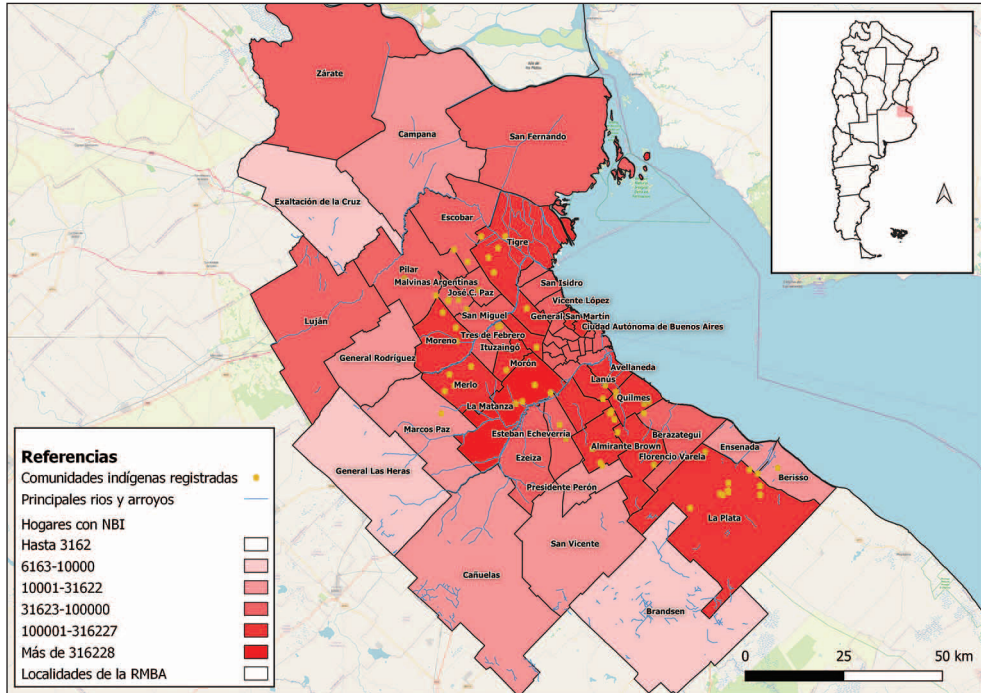 Zárate
Campana
San Fernando
Exaltación de la Cruz
Escobar
Tigre
Pilar
Malvinas Argentinas
José C. Paz
San Isidro
Vicente López
Luján
San Miguel
General San Martín
Ciudad Autónoma de Buenos Aires
Tres de Febrero
Moreno
Ituzaingó
General Rodríguez
Morón
Avellaneda
Merlo
Lanús
La Matanza
Quilmes
Marcos Paz
Esteban Echeverría
Berazategui
Almirante Brown
Ensenada
General Las Heras
Ezeiza
Florencio Varela
Berisso
Presidente Perón
La Plata
San Vicente
Cañuelas
Brandsen
Referencias
Comunidades indígenas registradas
Principales rios y arroyos
Hogares con NBI
Hasta 3162
6163-10000
10001-31622
31623-100000
100001-316227
Más de 316228
Localidades de la RMBA
0 25 50 km